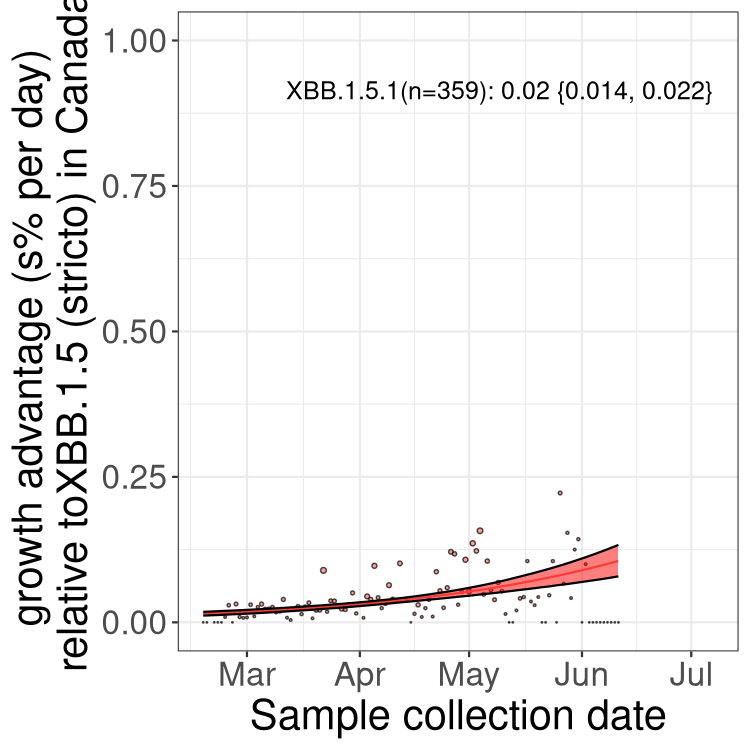 growth advantage (s% per day)
relative toXBB.1.5 (stricto) in Canada
1.00
0.75
0.50
0.25
0.00
XBB.1.5.1(n=359): 0.02 {0.014, 0.022}
Mar Apr May Jun Jul
Sample collection date